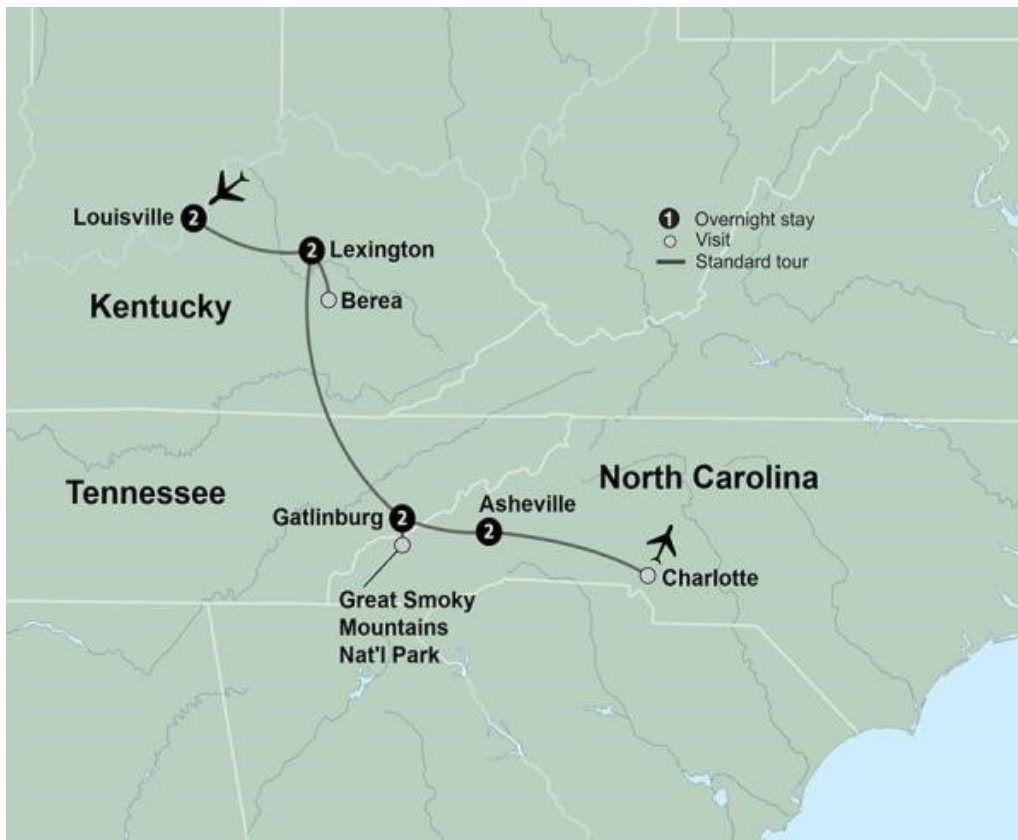 Louisville 2
2 Lexington
Berea
Kentucky
1 Overnight stay
Visit
Standard tour
Tennessee
North Carolina
Gatlinburg 2
Asheville
2
Charlotte
Great Smoky
Mountains
Nat'l Park